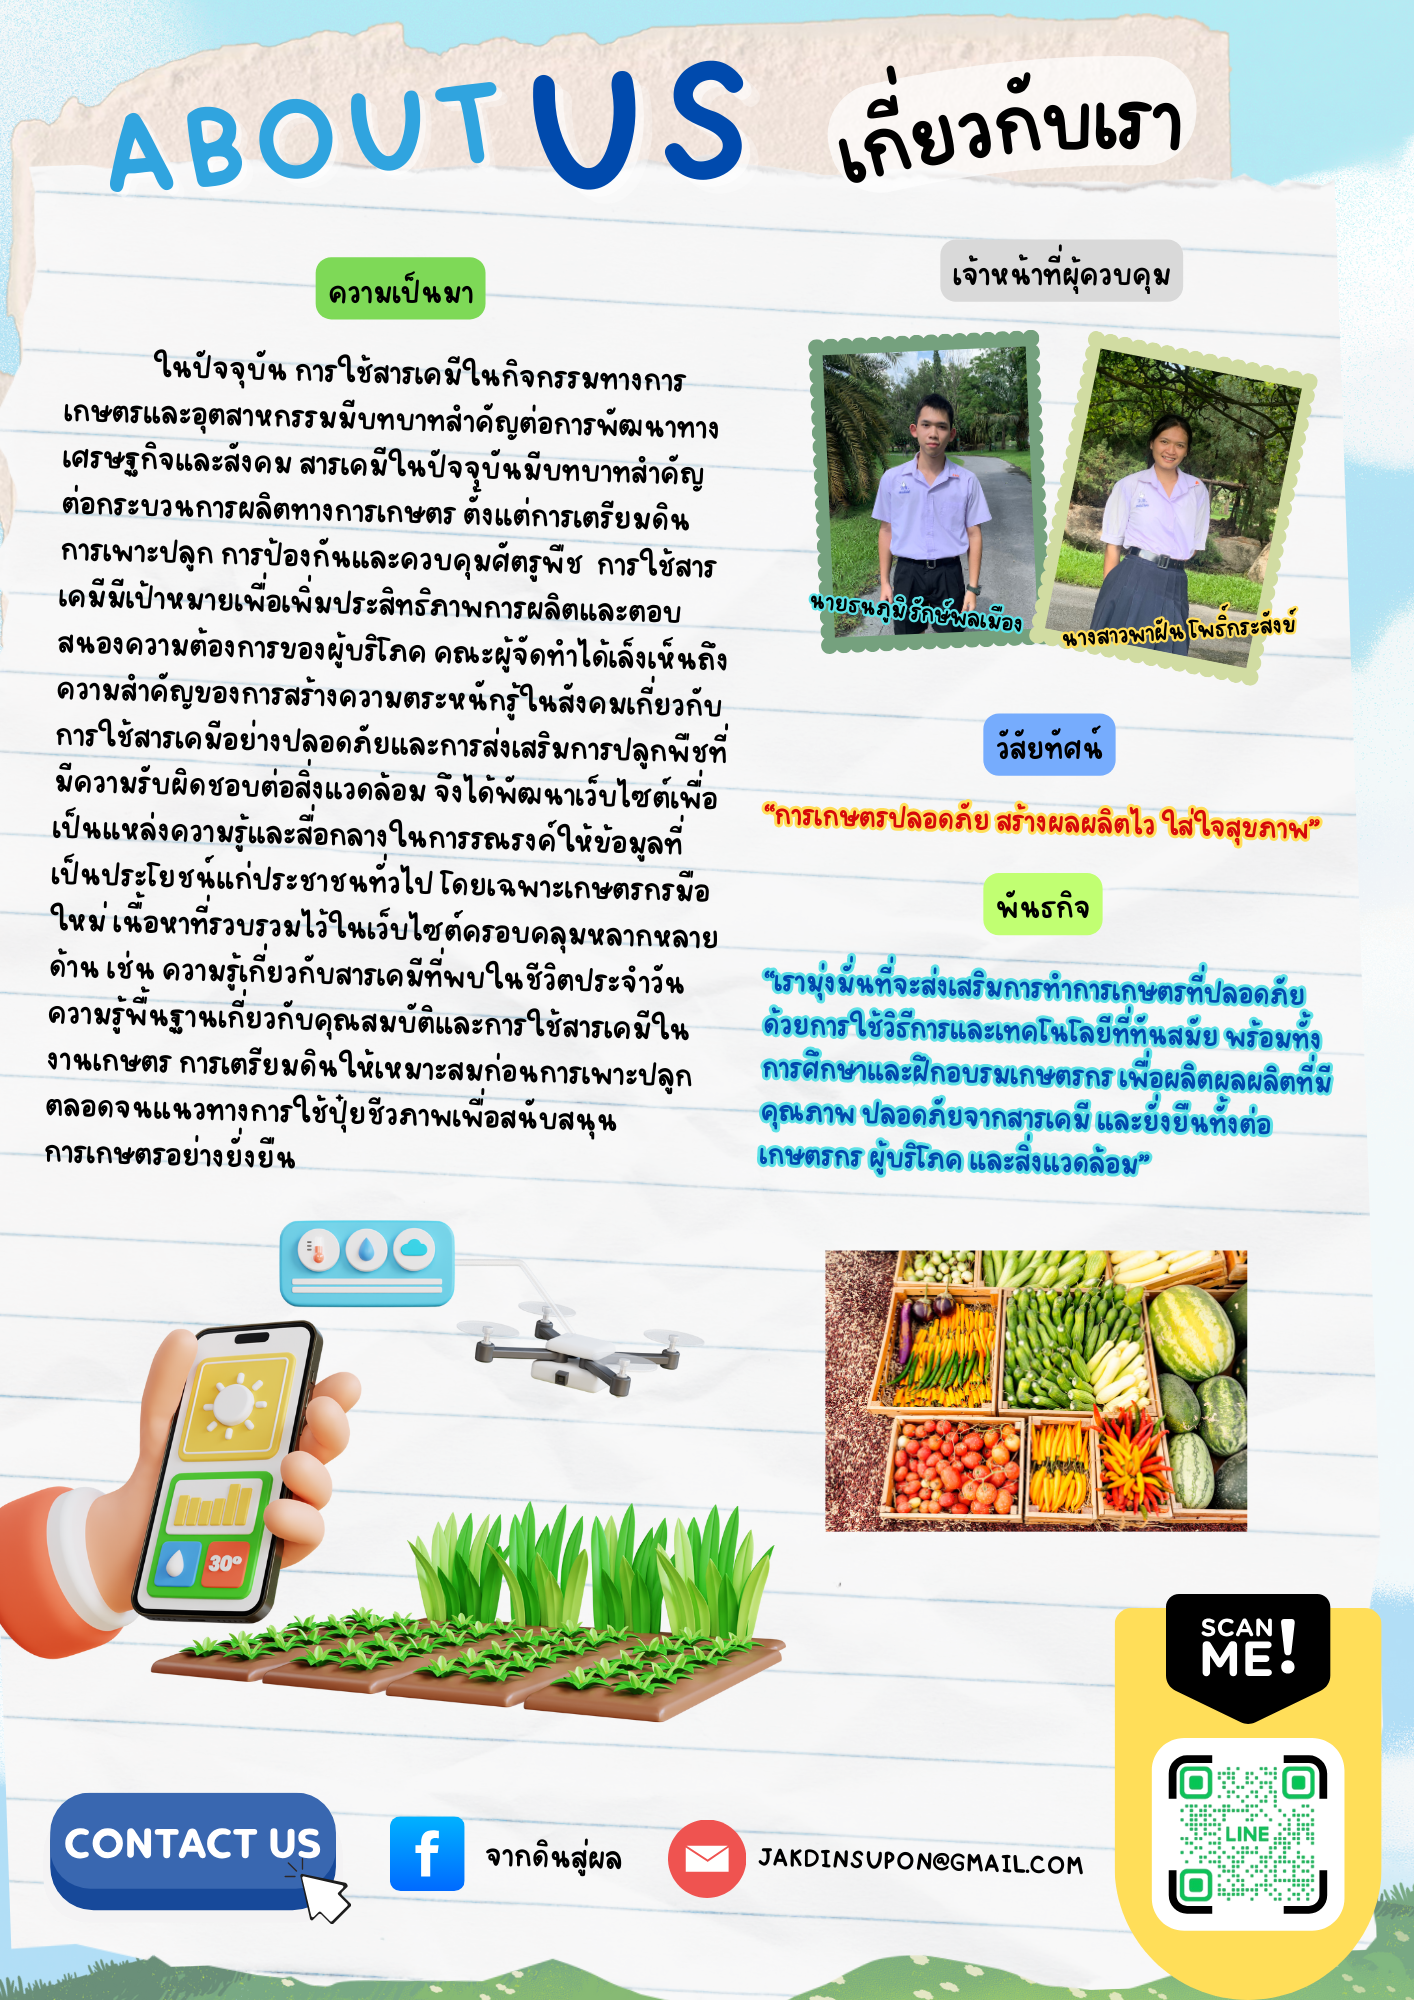 ABOUT US
เกี่ยวกับเรา
ความเป็นมา
ในปัจจุบัน การใช้สารเคมีในกิจกรรมทางการ
เกษตรและอุตสาหกรรมมีบทบาทสำคัญต่อการพัฒนาทาง
เศรษฐกิจและสังคม สารเคมีในปัจจุบันมีบทบาทสำคัญ
ต่อกระบวนการผลิตทางการเกษตร ตั้งแต่การเตรียมดิน
การเพาะปลูก การป้องกันและควบคุมศัตรูพืช  การใช้สาร
เคมีมีเป้าหมายเพื่อเพิ่มประสิทธิภาพการผลิตและตอบ
สนองความต้องการของผู้บริโภค คณะผู้จัดทำได้เล็งเห็นถึง
ความสำคัญของการสร้างความตระหนักรู้ในสังคมเกี่ยวกับ
การใช้สารเคมีอย่างปลอดภัยและการส่งเสริมการปลูกพืชที่
มีความรับผิดชอบต่อสิ่งแวดล้อม จึงได้พัฒนาเว็บไซต์เพื่อ
เป็นแหล่งความรู้และสื่อกลางในการรณรงค์ให้ข้อมูลที่
เป็นประโยชน์แก่ประชาชนทั่วไป โดยเฉพาะเกษตรกรมือ
ใหม่ เนื้อหาที่รวบรวมไว้ในเว็บไซต์ครอบคลุมหลากหลาย
ด้าน เช่น ความรู้เกี่ยวกับสารเคมีที่พบในชีวิตประจำวัน
ความรู้พื้นฐานเกี่ยวกับคุณสมบัติและการใช้สารเคมีใน
งานเกษตร การเตรียมดินให้เหมาะสมก่อนการเพาะปลูก
ตลอดจนแนวทางการใช้ปุ๋ยชีวภาพเพื่อสนับสนุน
การเกษตรอย่างยั่งยืน
เจ้าหน้าที่ผุ้ควบคุม
นายธนภูมิ รักษ์พลเมือง
นางสาวพาฝัน โพธิ์กระสังข์
วิสัยทัศน์
“การเกษตรปลอดภัย สร้างผลผลิตไว ใส่ใจสุขภาพ”
พันธกิจ
“เรามุ่งมั่นที่จะส่งเสริมการทำการเกษตรที่ปลอดภัย
ด้วยการใช้วิธีการและเทคโนโลยีที่ทันสมัย พร้อมทั้ง
การศึกษาและฝึกอบรมเกษตรกร เพื่อผลิตผลผลิตที่มี
คุณภาพ ปลอดภัยจากสารเคมี และยั่งยืนทั้งต่อ
เกษตรกร ผู้บริโภค และสิ่งแวดล้อม”
30°
SCAN
ME!
LINE
CONTACT US
f
จากดินสู่ผล
JAKDINSUPON@GMAIL.COM